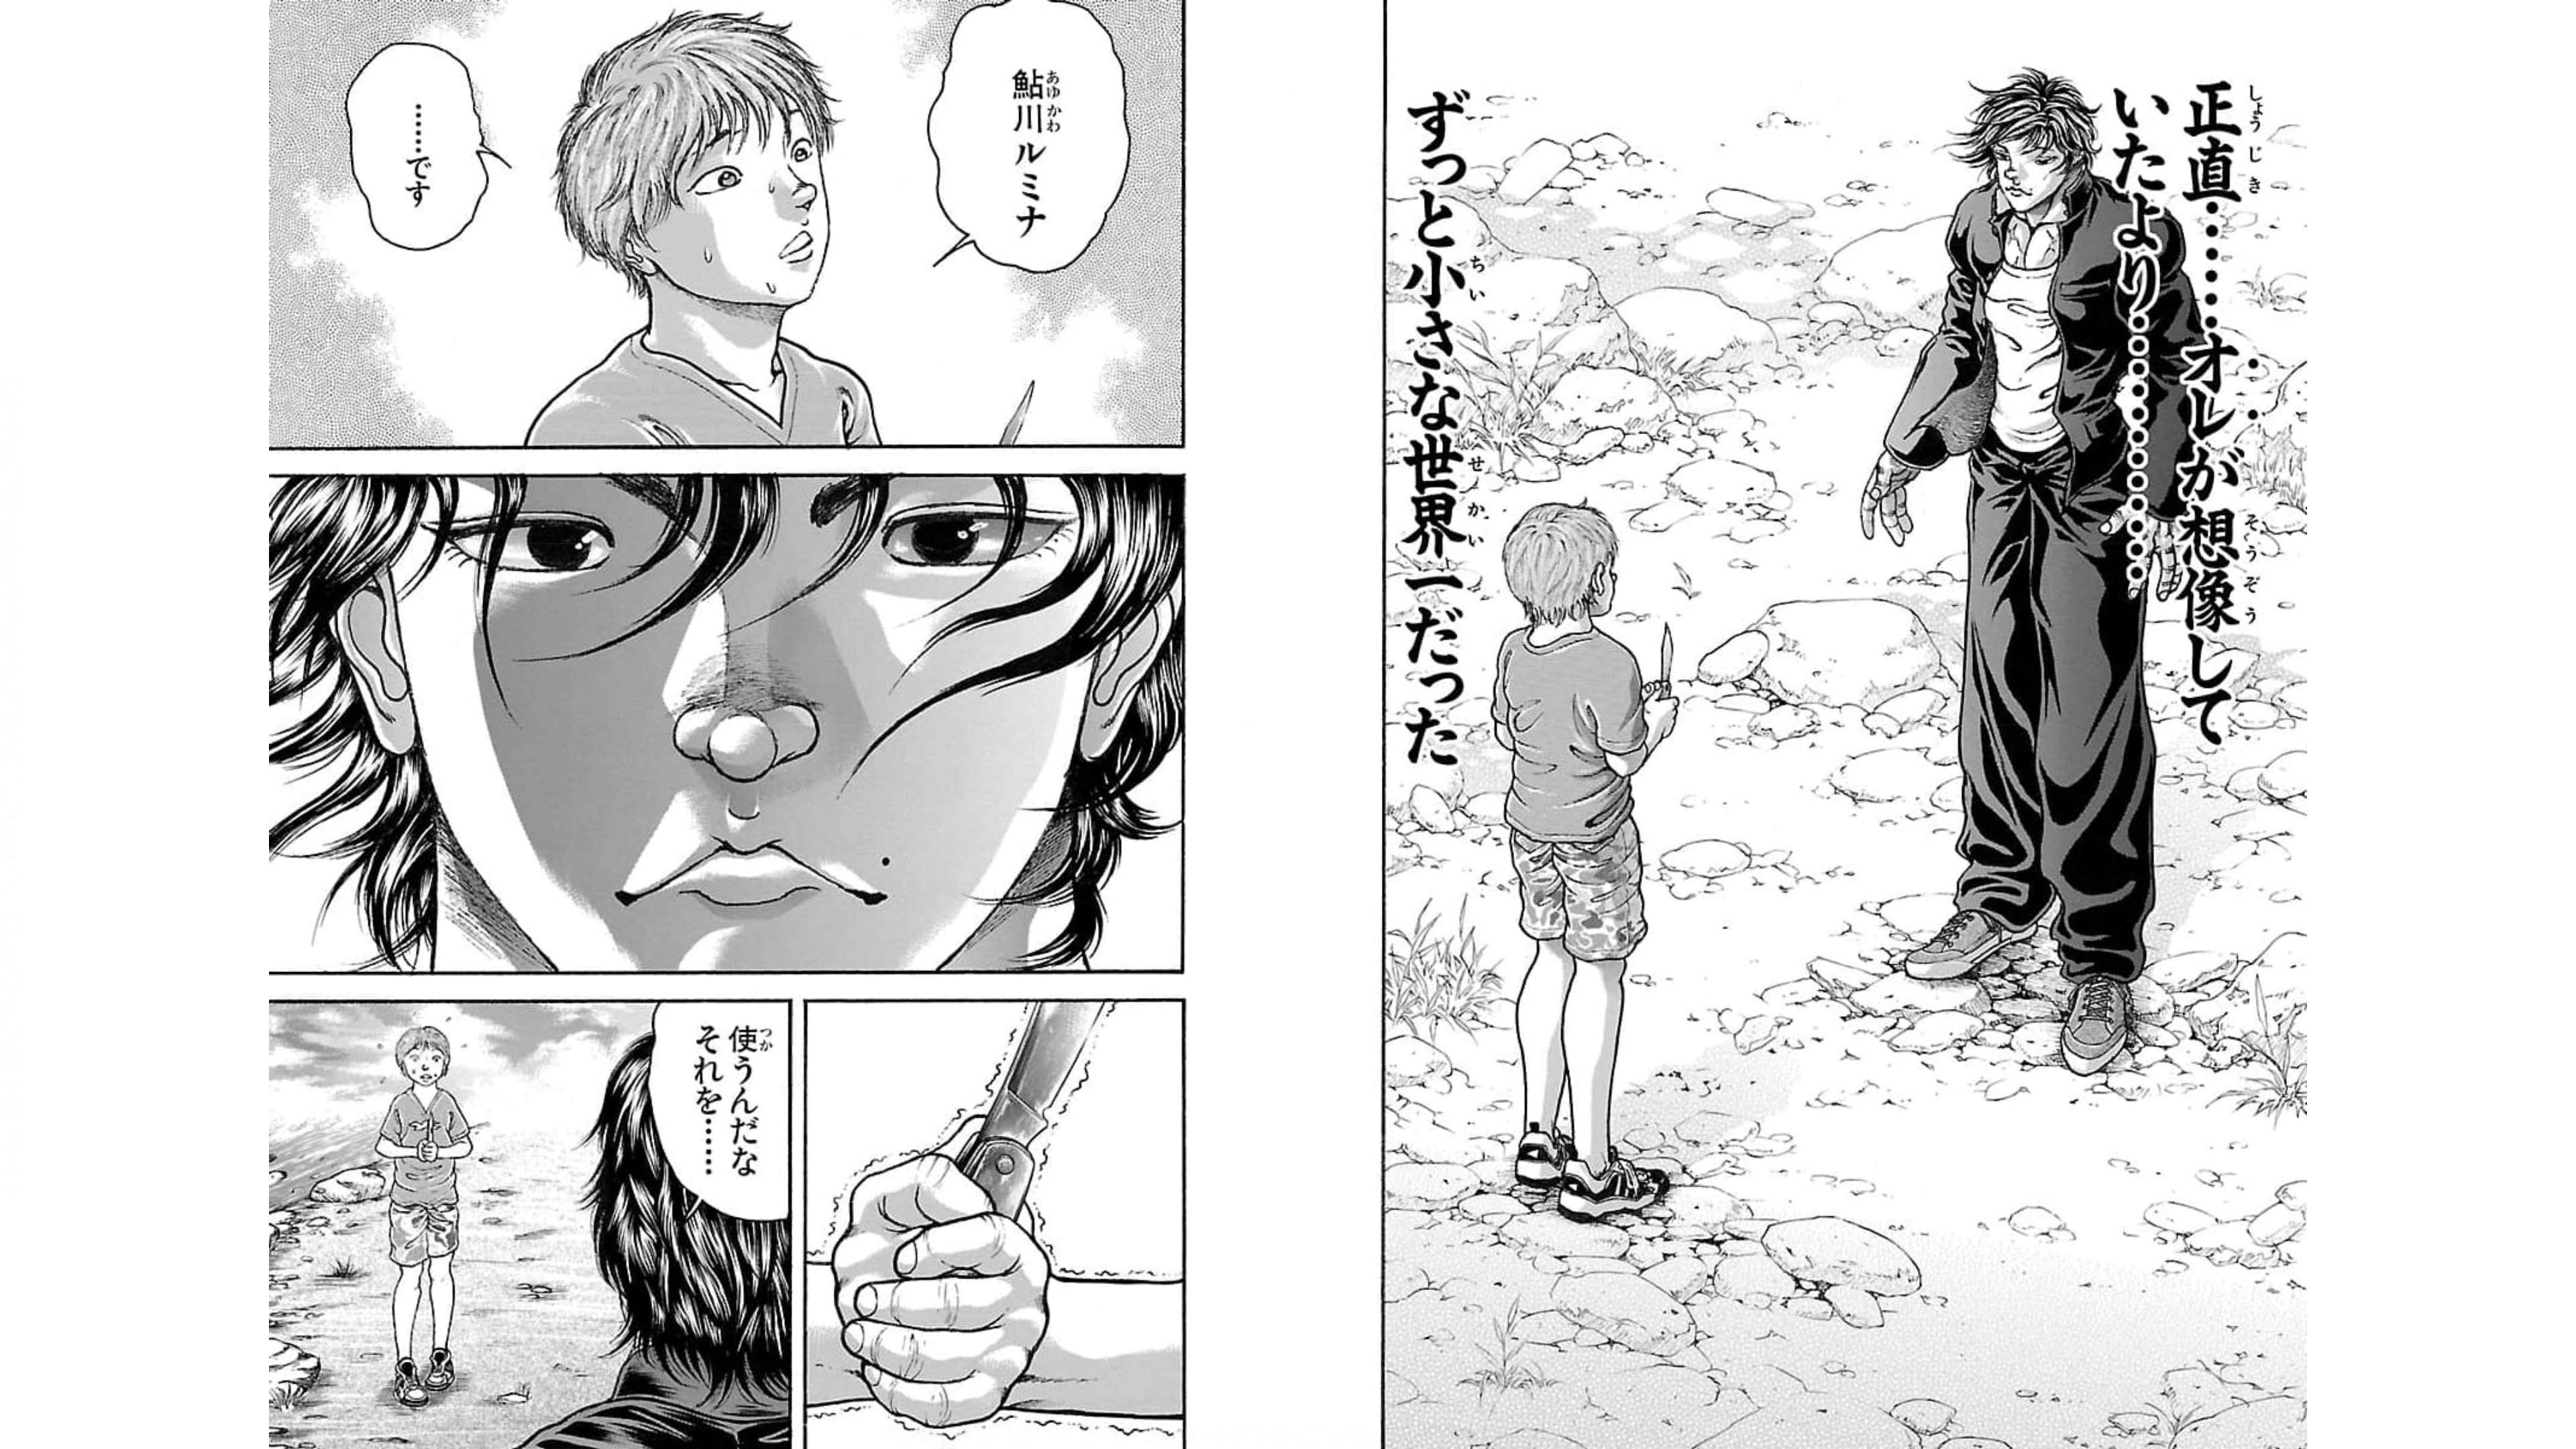 正直……オレが想像して
いたより……………
ずっと小さな世界一だった
鮎川ルミナ
……です
使うんだな
それを……